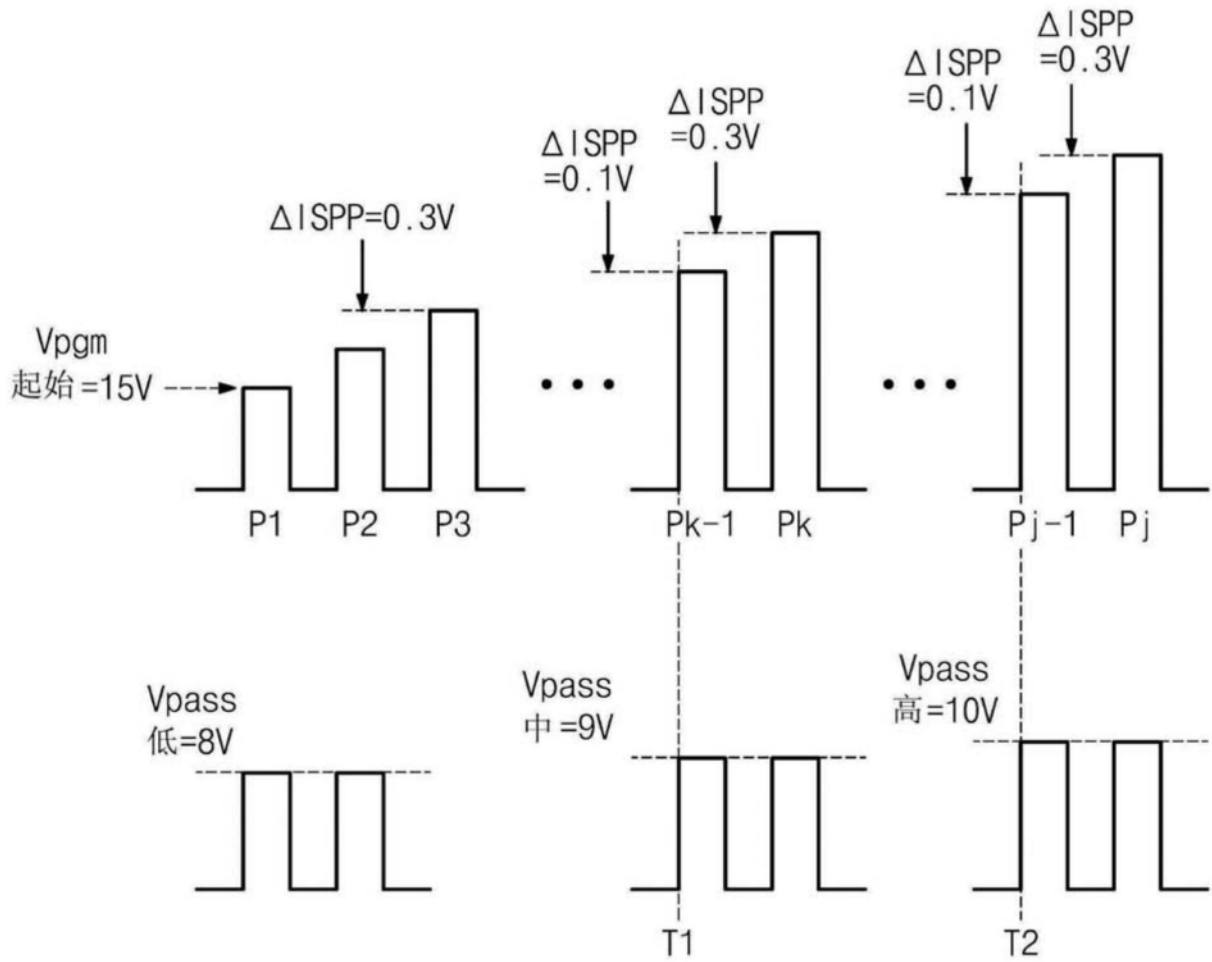 ΔISPP
=0.3V
ΔISPP
=0.1V
ΔISPP
=0.3V
ΔISPP
=0.1V
ΔISPP=0.3V
Vpgm
起始=15V
P1 P2 P3 Pk-1 Pk Pj-1 Pj
Vpass
低=8V
Vpass
中=9V
Vpass
高=10V
T1 T2